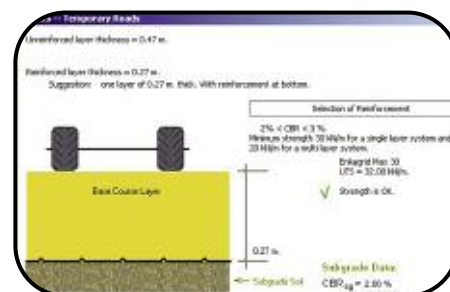 -- Temporary Roads
Unreinforced layer thickness = 0.47 m.
Reinforced layer thickness = 0.27 m.
Suggestion: one layer of 0.27 m. thick. With reinforcement at bottom.
Selection of Reinforcement
2% < CBR < 3 %
Minimum strength 30 kN/m for a single layer system and
20 kN/m for a multi layer system.
Enkagrid Max 30
UTS = 32.00 kN/m.
Strength is OK.
Base Course Layer
0.27 m.
Subgrade Soil
Subgrade Data:
CBRsg = 2.80 %